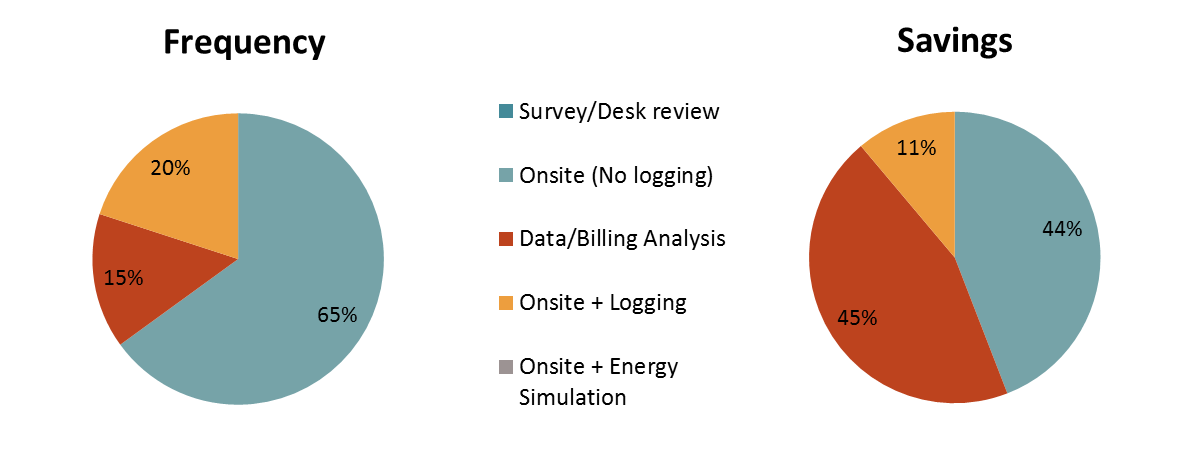 Frequency
20%
15%
65%
Survey/Desk review
Onsite (No logging)
Data/Billing Analysis
Onsite + Logging
Onsite + Energy
Simulation
Savings
11%
44%
45%